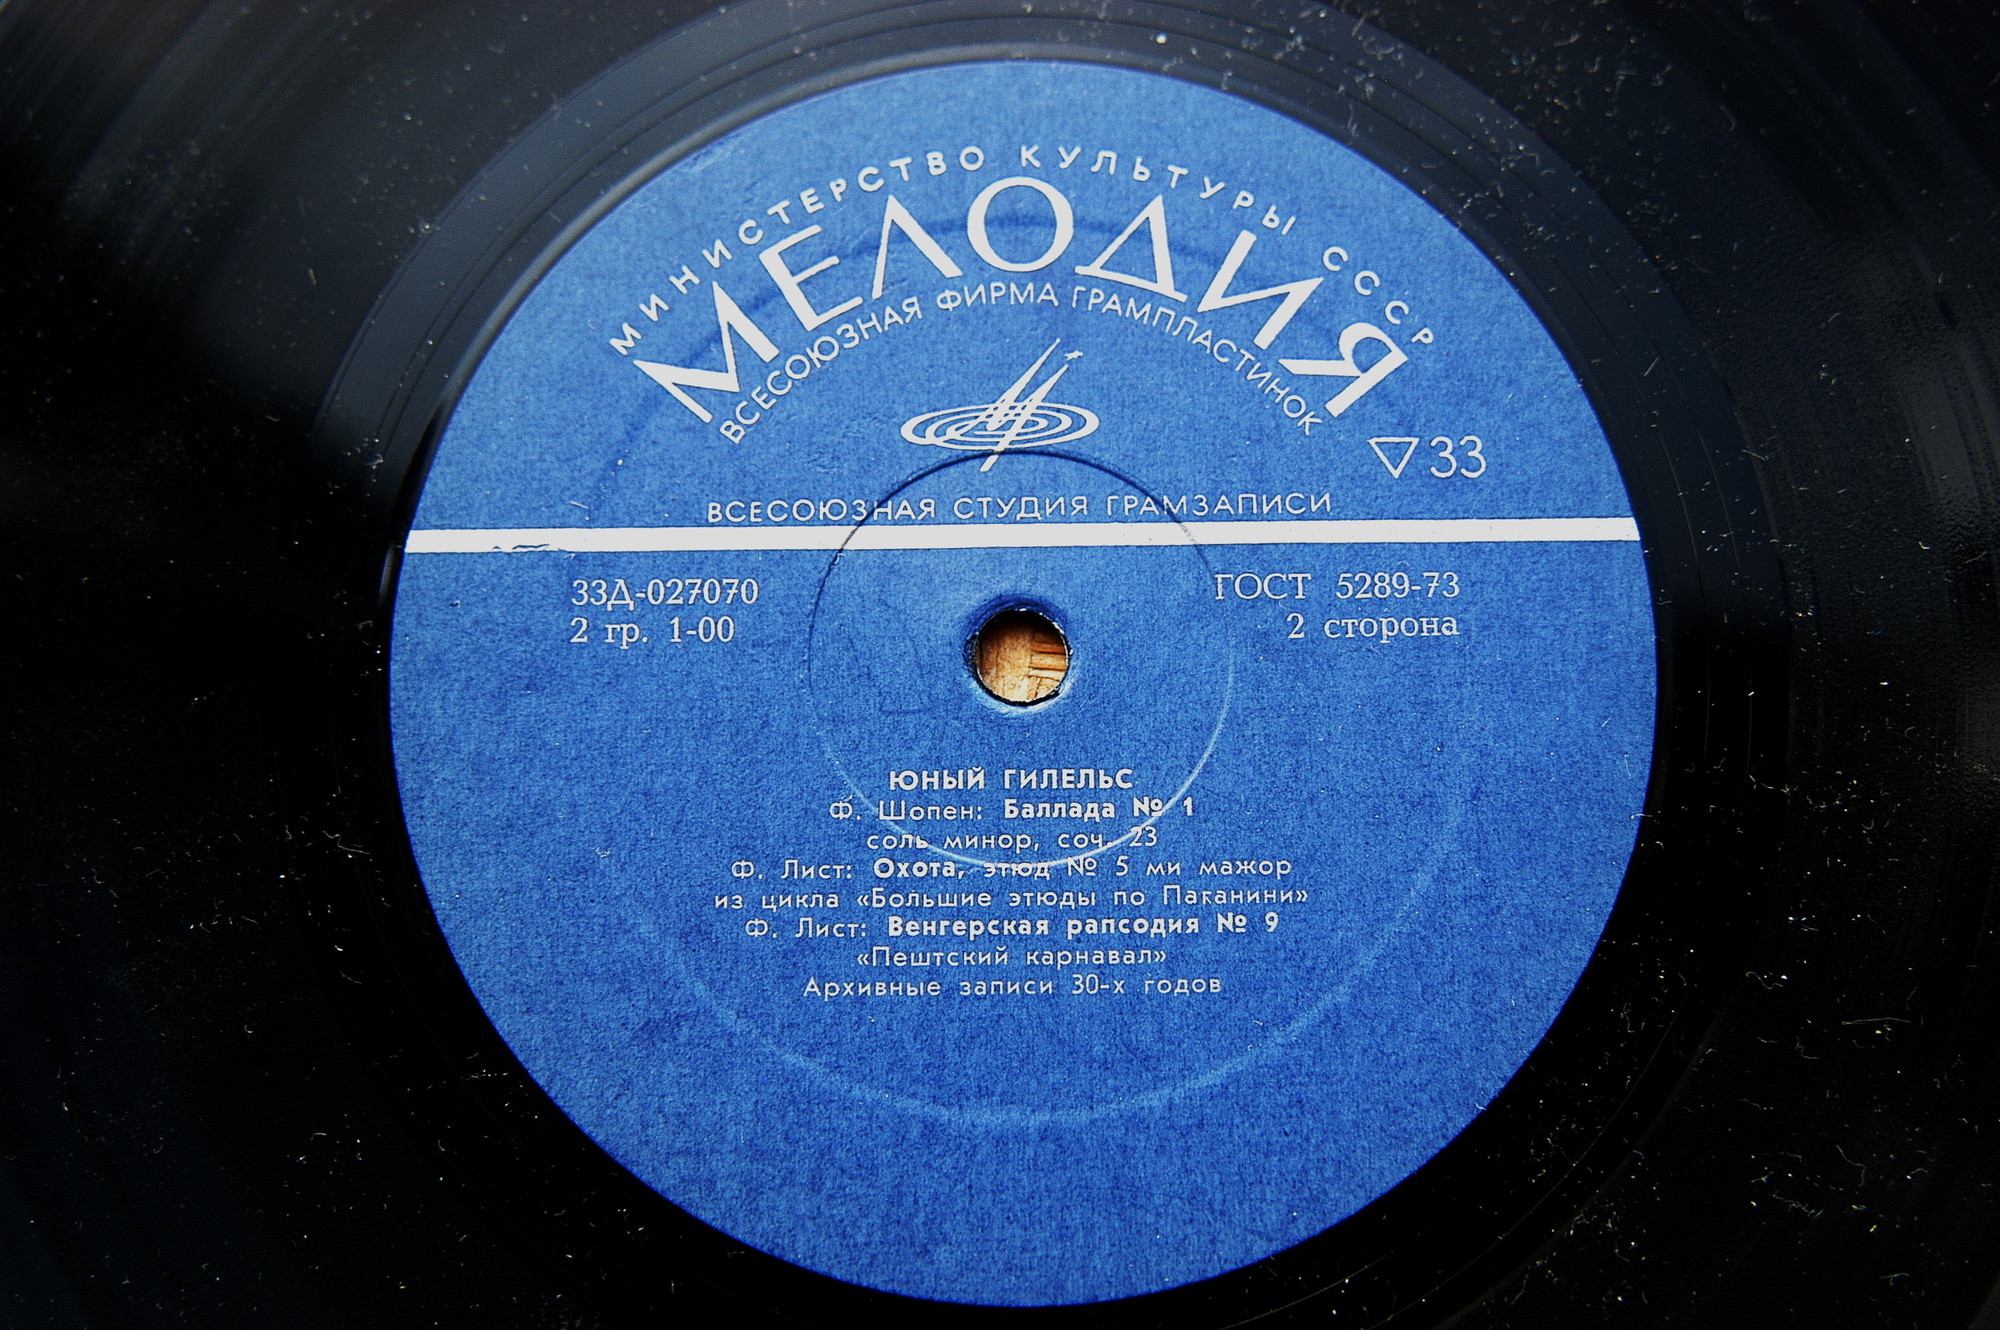 МИНИСТЕРСТВО КУЛЬТУРЫ СССР
МЕЛОДИЯ
ВСЕСОЮЗНАЯ ФИРМА ГРАМПЛАСТИНОК
▽33
ВСЕСОЮЗНАЯ СТУДИЯ ГРАМЗАПИСИ
33Д-027070 ГОСТ 5289-73
2 гр. 1-00 2 сторона
ЮНЫЙ ГИЛЕЛЬС
Ф. Шопен: Баллада № 1
соль минор, соч. 23
Ф. Лист: Охота, этюд № 5 ми мажор
из цикла «Большие этюды по Паганини»
Ф. Лист: Венгерская рапсодия № 9
«Пештский карнавал»
Архивные записи 30-х годов